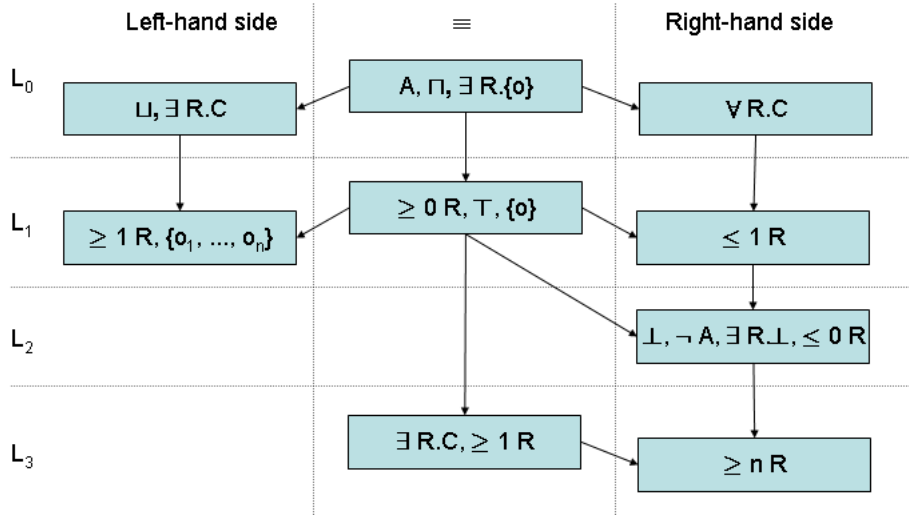 Left-hand side ≡ Right-hand side
L₀
A, ⊓, ∃ R.{o}
⊔, ∃ R.C
∀ R.C
L₁
≥ 0 R, ⊤, {o}
≥ 1 R, {o₁, ..., oₙ}
≤ 1 R
L₂
⊥, ¬ A, ∃ R.⊥, ≤ 0 R
L₃
∃ R.C, ≥ 1 R
≥ n R